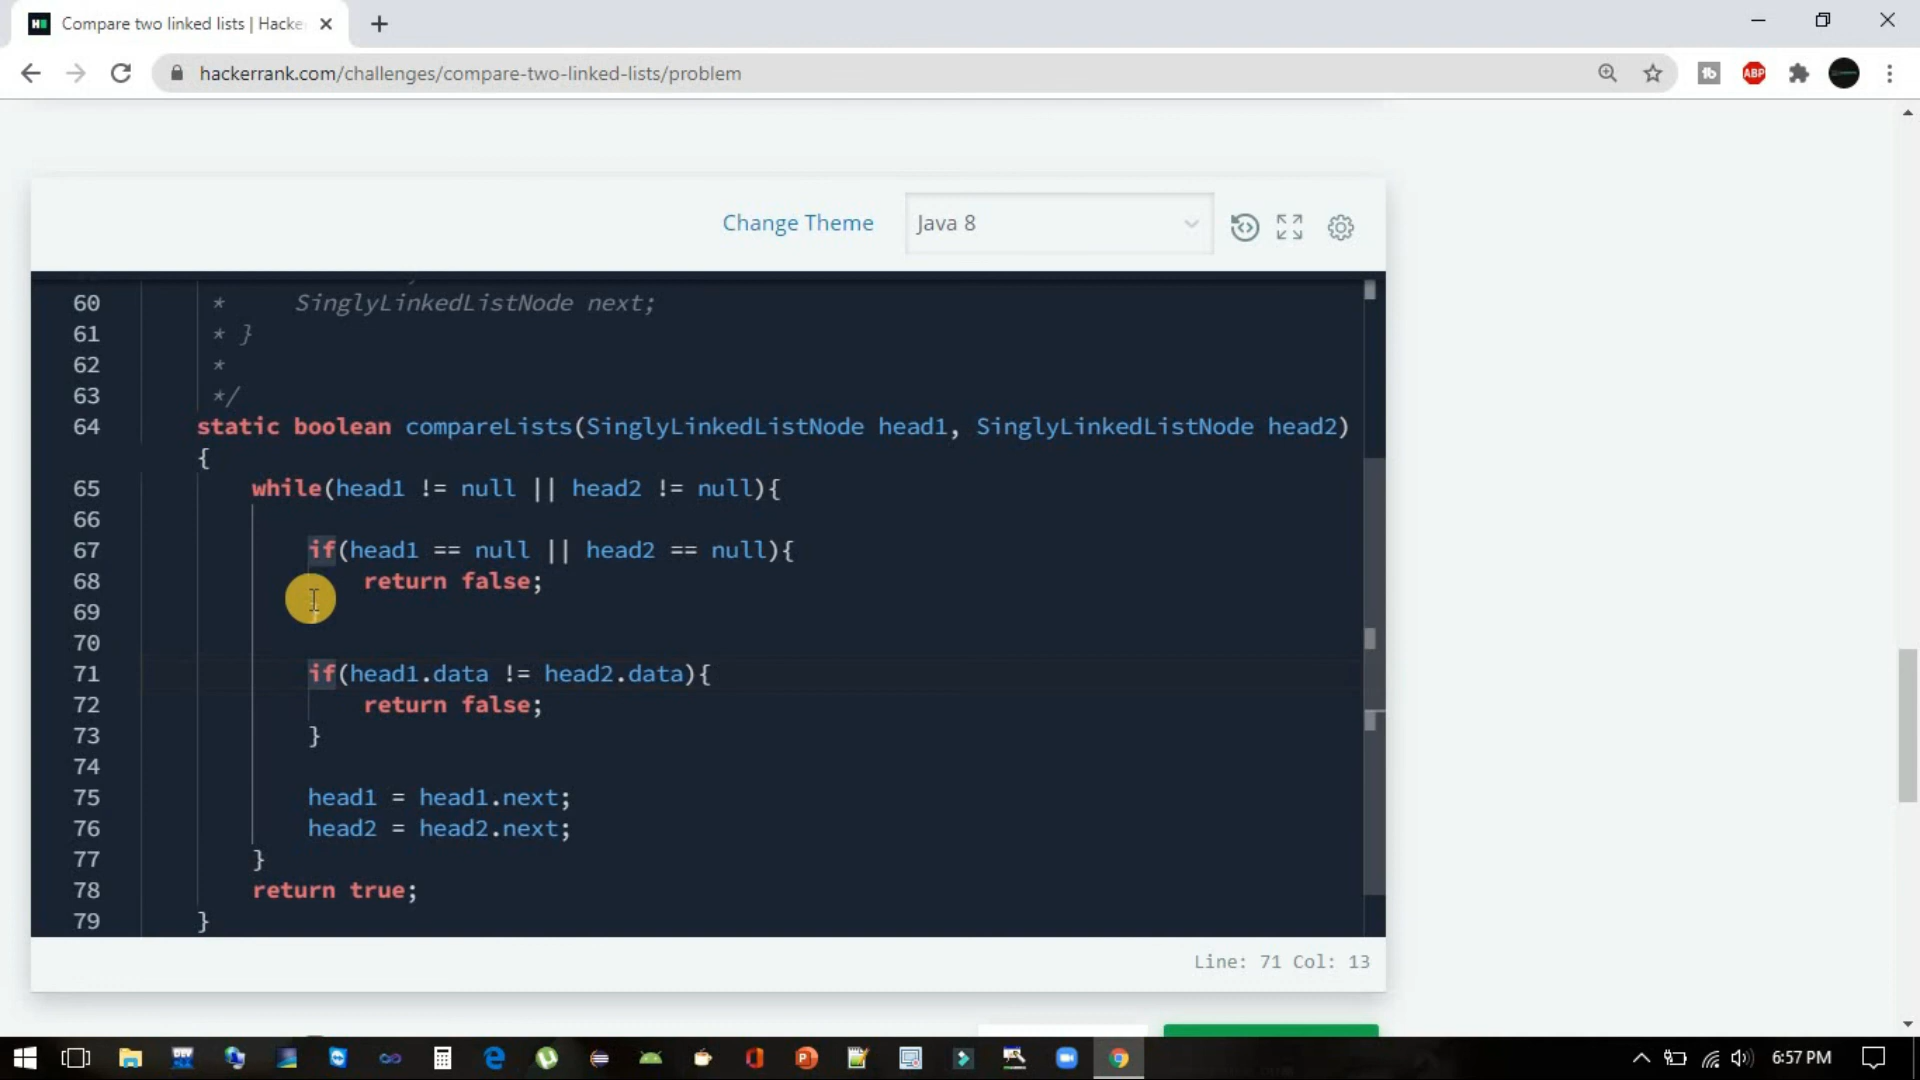 Compare two linked lists | Hacke
hackerrank.com/challenges/compare-two-linked-lists/problem
ABP
Change Theme
Java 8
60 * SinglyLinkedListNode next;
61 * }
62 *
63 */
64 static boolean compareLists(SinglyLinkedListNode head1, SinglyLinkedListNode head2)
{
65 while(head1 != null || head2 != null){
66
67 if(head1 == null || head2 == null){
68 return false;
69 }
70
71 if(head1.data != head2.data){
72 return false;
73 }
74
75 head1 = head1.next;
76 head2 = head2.next;
77 }
78 return true;
79 }
Line: 71 Col: 13
6:57 PM